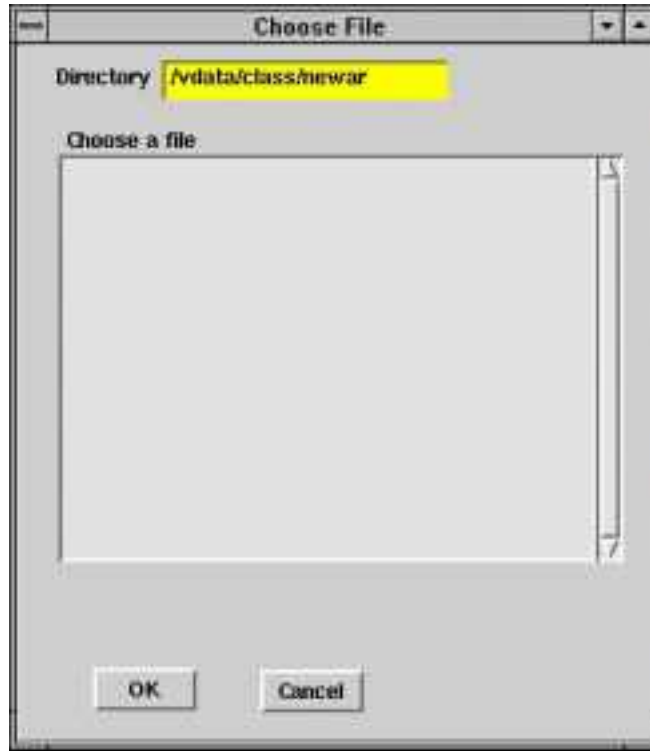 Choose File
Directory /vdata/class/newar
Choose a file
OK
Cancel